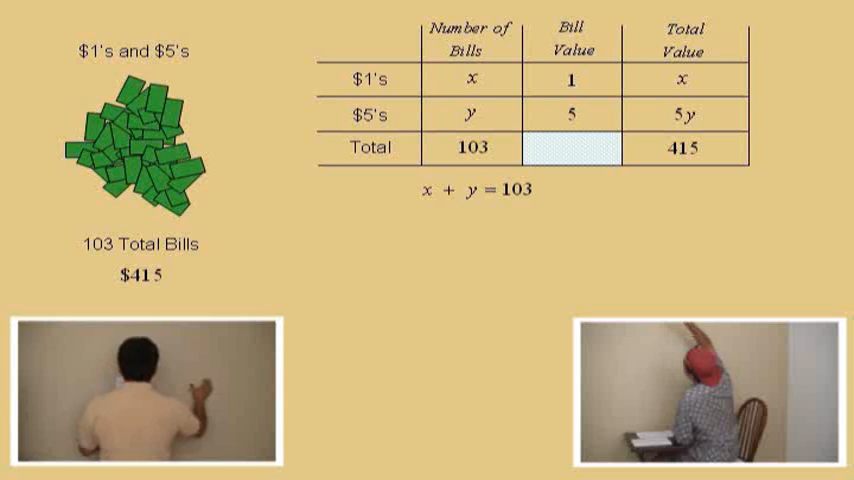 $1's and $5's
103 Total Bills
$415
Number of Bills Bill Value Total Value
$1's x 1 x
$5's y 5 5y
Total 103 415
x + y = 103